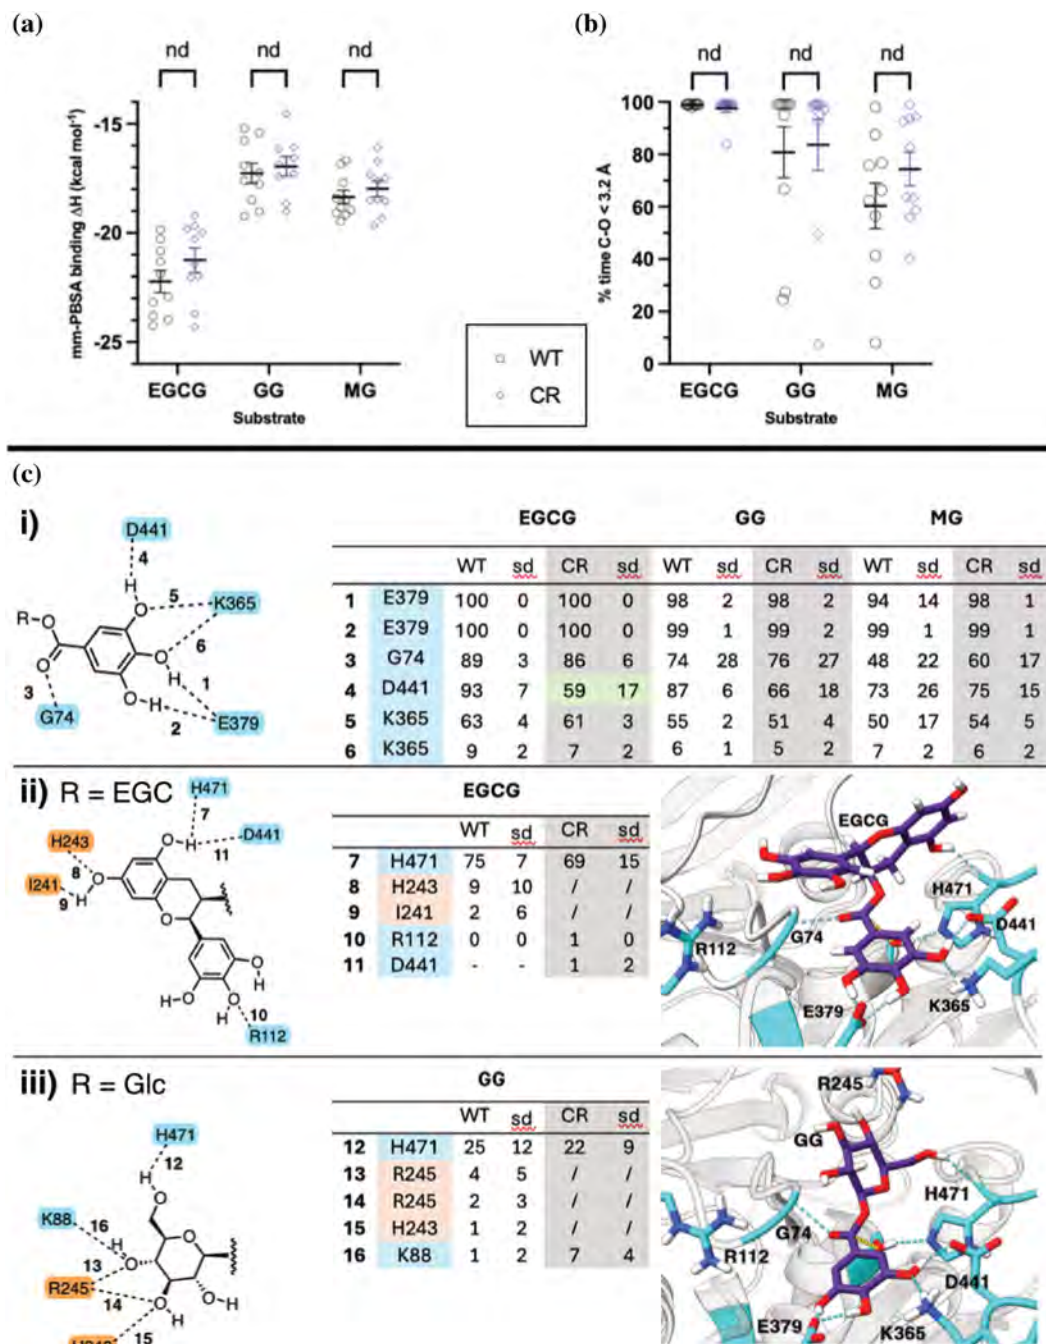 (a)
nd nd nd
mm-PBSA binding ΔH (kcal mol⁻¹)
-15
-20
-25
EGCG GG MG
Substrate
WT
CR
(b)
nd nd nd
% time C-O < 3.2 Å
100
80
60
40
20
0
EGCG GG MG
Substrate
(c)
i)
D441
4
H
O
5
K365
R
O
6
O
O
H
1
3
H
O
G74
2
E379
EGCG GG MG
WT sd CR sd WT sd CR sd WT sd CR sd
1 E379 100 0 100 0 98 2 98 2 94 14 98 1
2 E379 100 0 100 0 99 1 99 2 99 1 99 1
3 G74 89 3 86 6 74 28 76 27 48 22 60 17
4 D441 93 7 59 17 87 6 66 18 73 26 75 15
5 K365 63 4 61 3 55 2 51 4 50 17 54 5
6 K365 9 2 7 2 6 1 5 2 7 2 6 2
ii) R = EGC
H471
7
H243
O H
D441
11
8
I241
O
O
9 H
O
H
H O
O
O
H
H
10
R112
EGCG
WT sd CR sd
7 H471 75 7 69 15
8 H243 9 10 / /
9 I241 2 6 / /
10 R112 0 0 1 0
11 D441 - - 1 2
EGCG
H471
R112
G74
D441
E379
K365
iii) R = Glc
H471
12
H
O
K88
16
H
O
13
O
R245
14
O
O
H
H
15
GG
WT sd CR sd
12 H471 25 12 22 9
13 R245 4 5 / /
14 R245 2 3 / /
15 H243 1 2 / /
16 K88 1 2 7 4
R245
GG
H471
G74
R112
D441
E379
K365